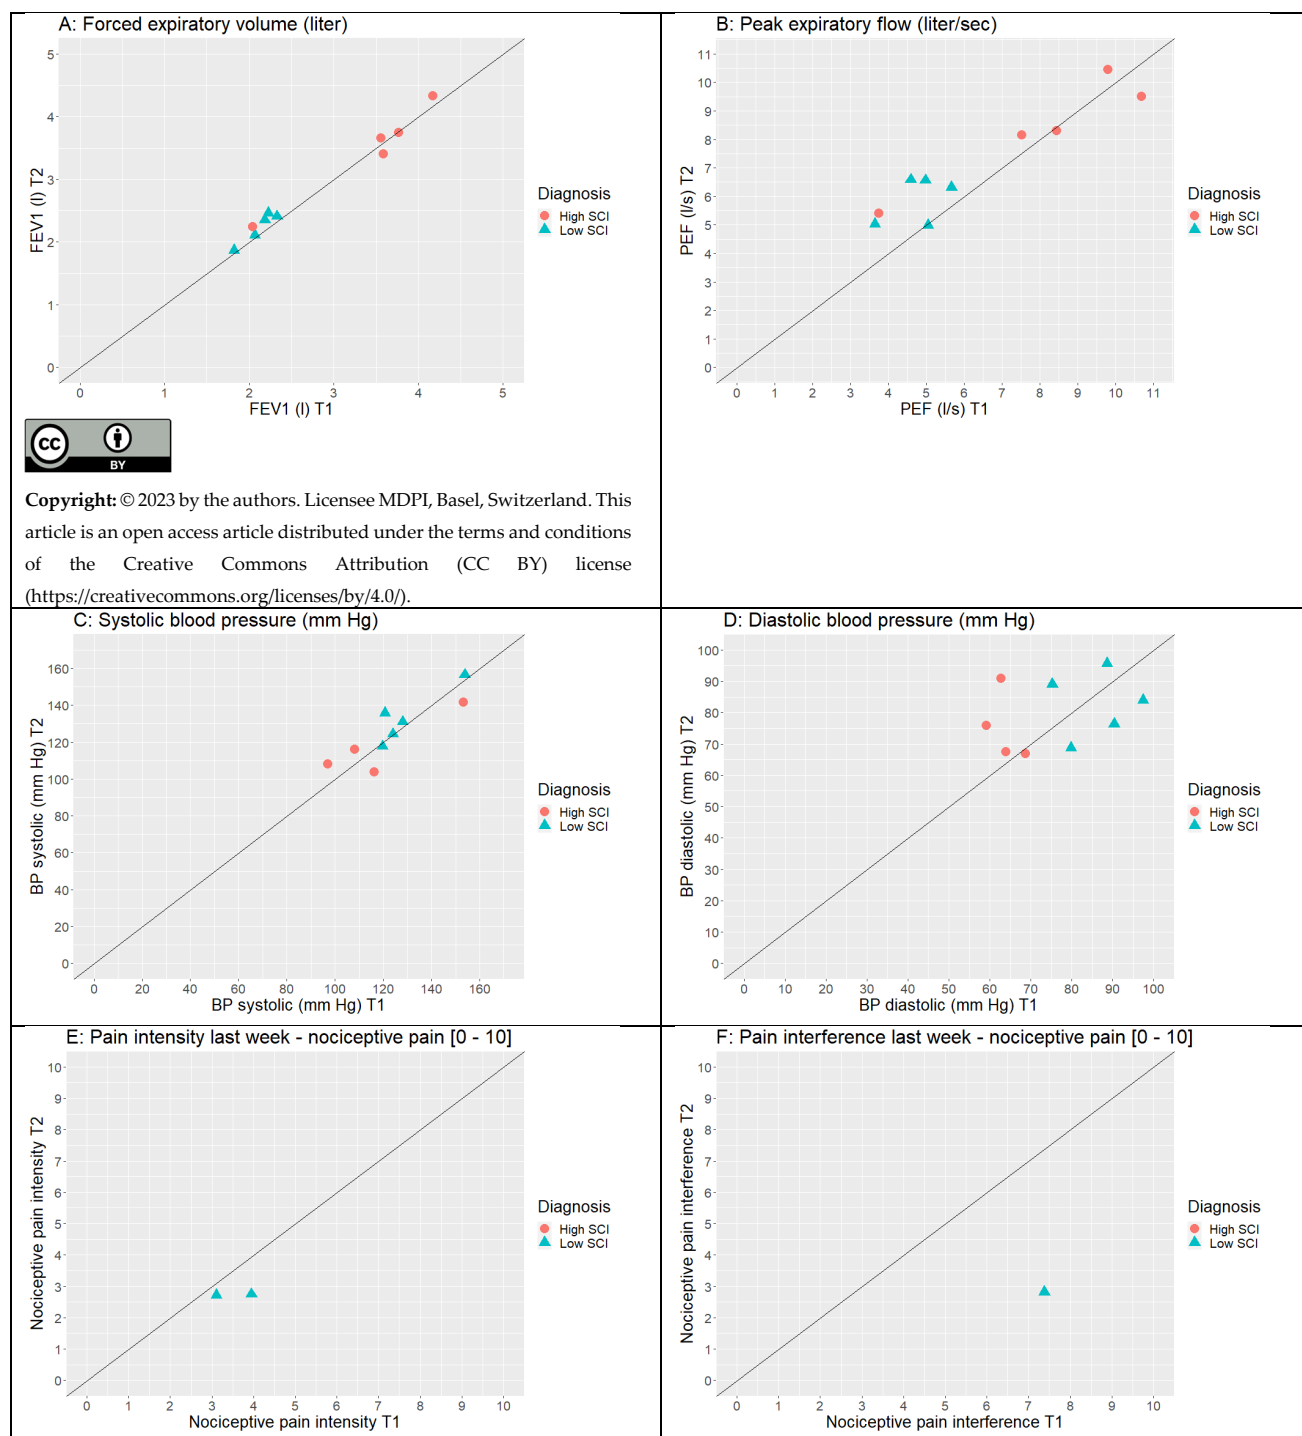 A: Forced expiratory volume (liter)
5
4
3
2
1
0
FEV1 (l) T2
0 1 2 3 4 5
FEV1 (l) T1
Diagnosis
High SCI
Low SCI
CC BY
Copyright: © 2023 by the authors. Licensee MDPI, Basel, Switzerland. This
article is an open access article distributed under the terms and conditions
of the Creative Commons Attribution (CC BY) license
(https://creativecommons.org/licenses/by/4.0/).
B: Peak expiratory flow (liter/sec)
11
10
9
8
7
6
5
4
3
2
1
0
PEF (l/s) T2
0 1 2 3 4 5 6 7 8 9 10 11
PEF (l/s) T1
Diagnosis
High SCI
Low SCI
C: Systolic blood pressure (mm Hg)
160
140
120
100
80
60
40
20
0
BP systolic (mm Hg) T2
0 20 40 60 80 100 120 140 160
BP systolic (mm Hg) T1
Diagnosis
High SCI
Low SCI
D: Diastolic blood pressure (mm Hg)
100
90
80
70
60
50
40
30
20
10
0
BP diastolic (mm Hg) T2
0 10 20 30 40 50 60 70 80 90 100
BP diastolic (mm Hg) T1
Diagnosis
High SCI
Low SCI
E: Pain intensity last week - nociceptive pain [0 - 10]
10
9
8
7
6
5
4
3
2
1
0
Nociceptive pain intensity T2
0 1 2 3 4 5 6 7 8 9 10
Nociceptive pain intensity T1
Diagnosis
High SCI
Low SCI
F: Pain interference last week - nociceptive pain [0 - 10]
10
9
8
7
6
5
4
3
2
1
0
Nociceptive pain interference T2
0 1 2 3 4 5 6 7 8 9 10
Nociceptive pain interference T1
Diagnosis
High SCI
Low SCI